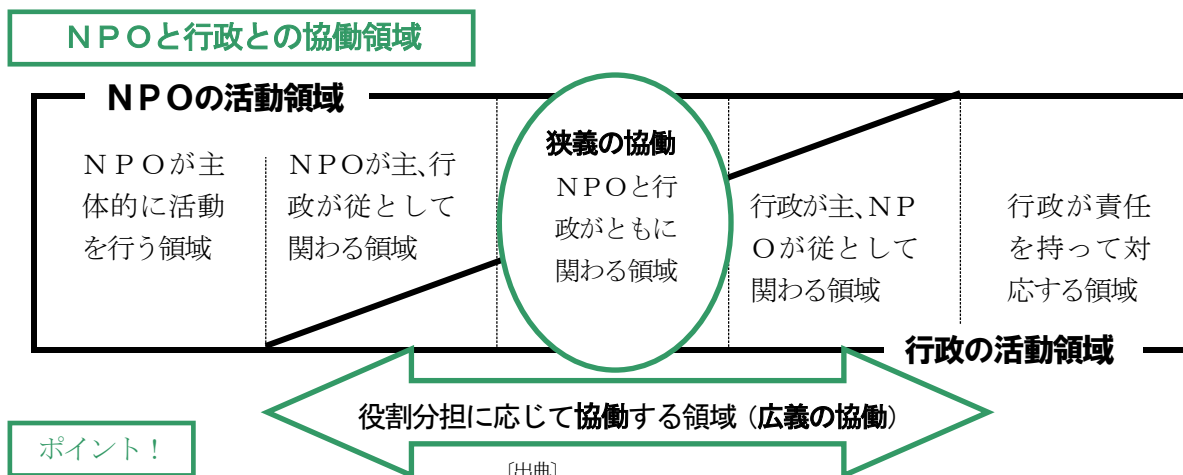 ＮＰＯと行政との協働領域
ＮＰＯの活動領域
ＮＰＯが主
体的に活動
を行う領域
ＮＰＯが主、行
政が従として
関わる領域
狭義の協働
ＮＰＯと行
政がともに
関わる領域
行政が主、ＮＰ
Ｏが従として
関わる領域
行政が責任
を持って対
応する領域
行政の活動領域
役割分担に応じて協働する領域（広義の協働）
ポイント！
〔出典〕